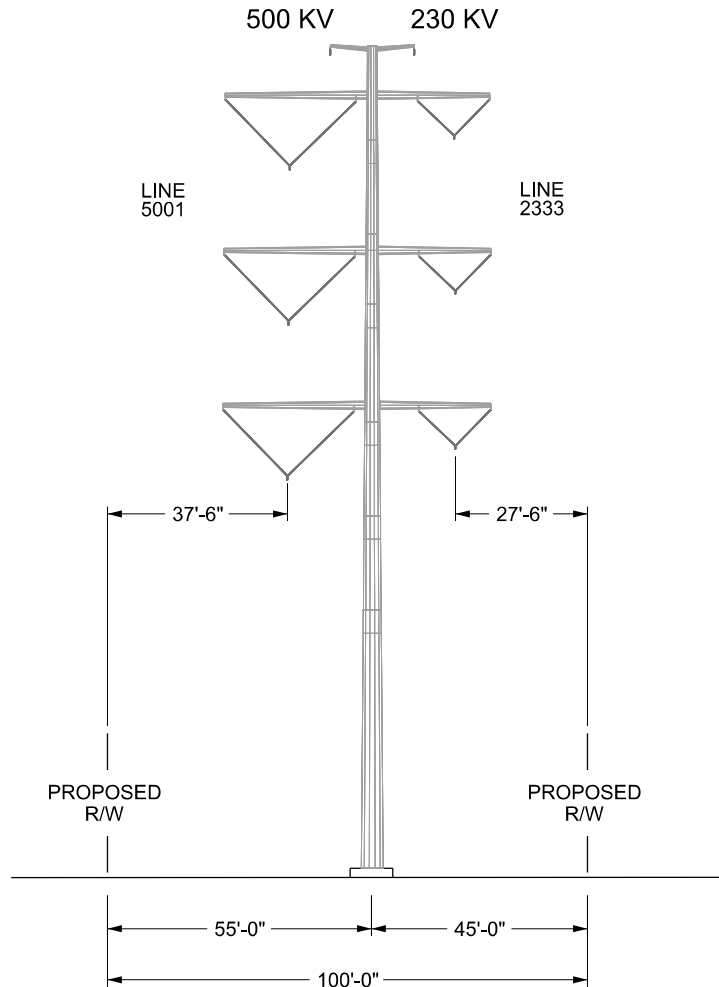 500 KV
230 KV
LINE
5001
LINE
2333
37'-6"
27'-6"
PROPOSED
R/W
PROPOSED
R/W
55'-0"
45'-0"
100'-0"